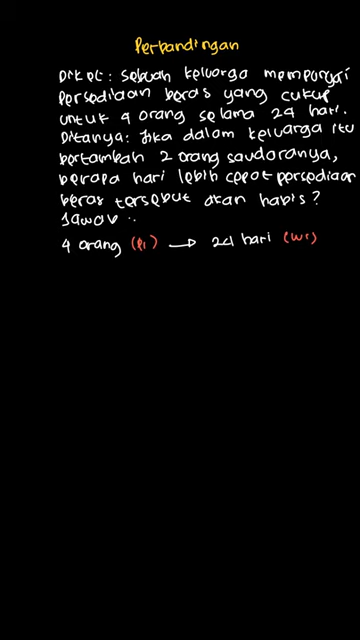 Perbandingan
Diket : Sebuah keluarga mempunyai
persediaan beras yang cukup
untuk 4 orang selama 24 hari.
Ditanya : Jika dalam keluarga itu
bertambah 2 orang saudaranya,
berapa hari lebih cepat persediaan
beras tersebut akan habis ?
Jawab :
4 orang (P1) → 24 hari (W1)